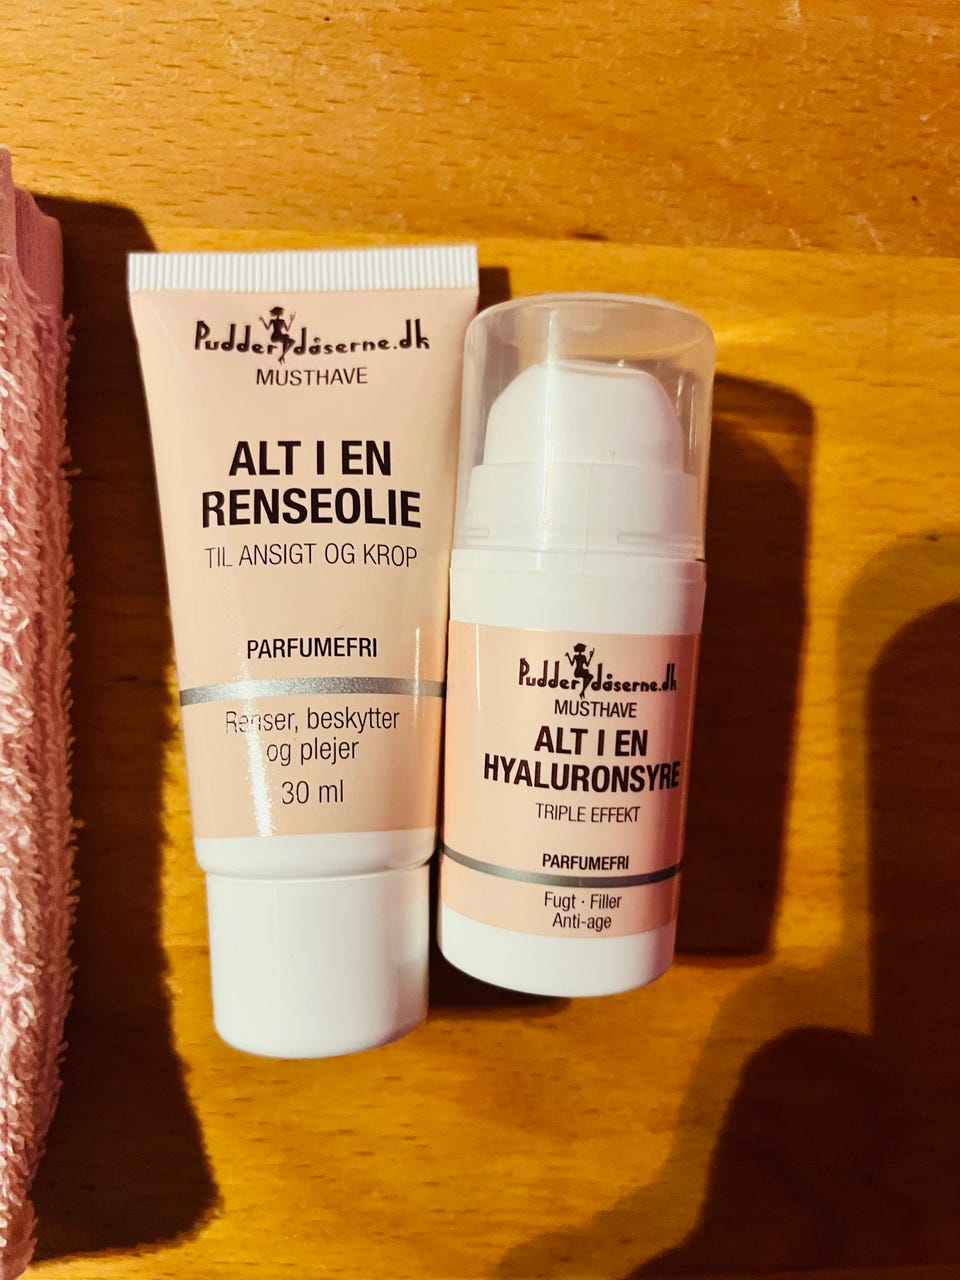 Pudderdåserne.dk
MUSTHAVE
ALT I EN
RENSEOLIE
TIL ANSIGT OG KROP
PARFUMEFRI
Renser, beskytter
og plejer
30 ml
Pudderdåserne.dk
MUSTHAVE
ALT I EN
HYALURONSYRE
TRIPLE EFFEKT
PARFUMEFRI
Fugt · Filler
Anti-age